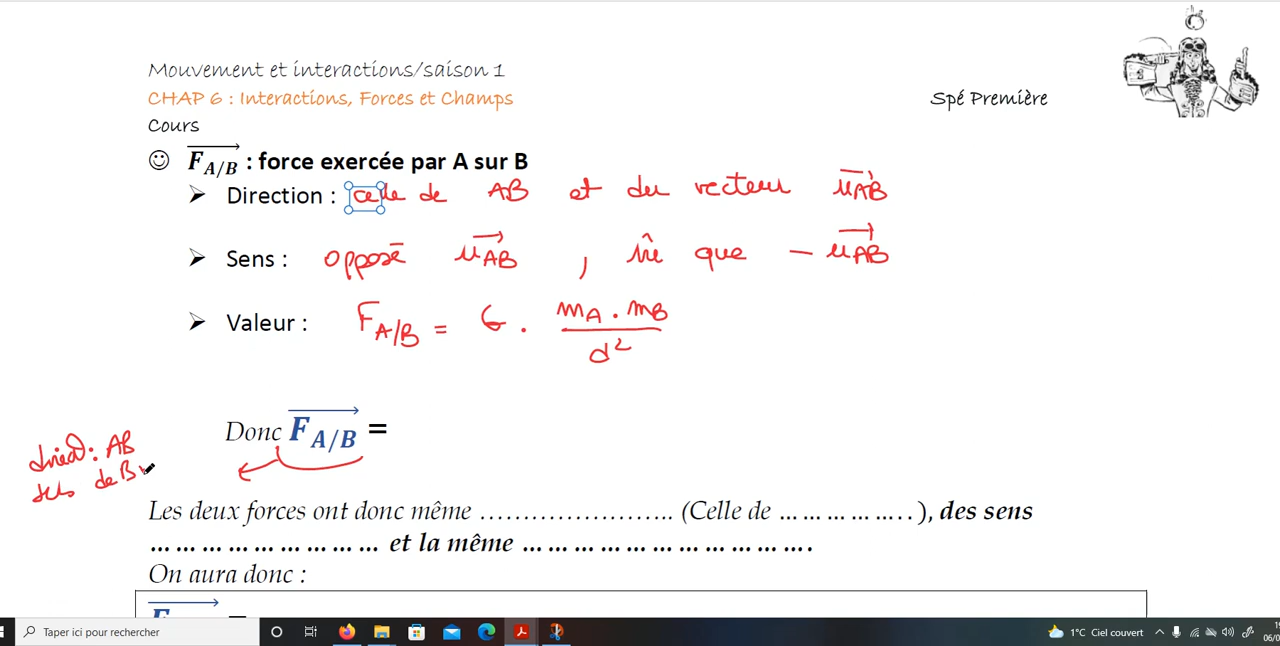 Mouvement et interactions/saison 1
CHAP 6 : Interactions, Forces et Champs
Spé Première
Cours
☺ F⃗A/B : force exercée par A sur B
➤ Direction : celle de AB et du vecteur u⃗AB
➤ Sens : opposé u⃗AB , m̂ que − u⃗AB
➤ Valeur : FA/B = G . mA . mB / d²
Donc F⃗A/B =
direct° : AB
sens de B
Les deux forces ont donc même ………………….. (Celle de … … … … …. . ), des sens
… … … … … … … … … et la même … … … … … … … … … … … .
On aura donc :
Taper ici pour rechercher
1°C Ciel couvert